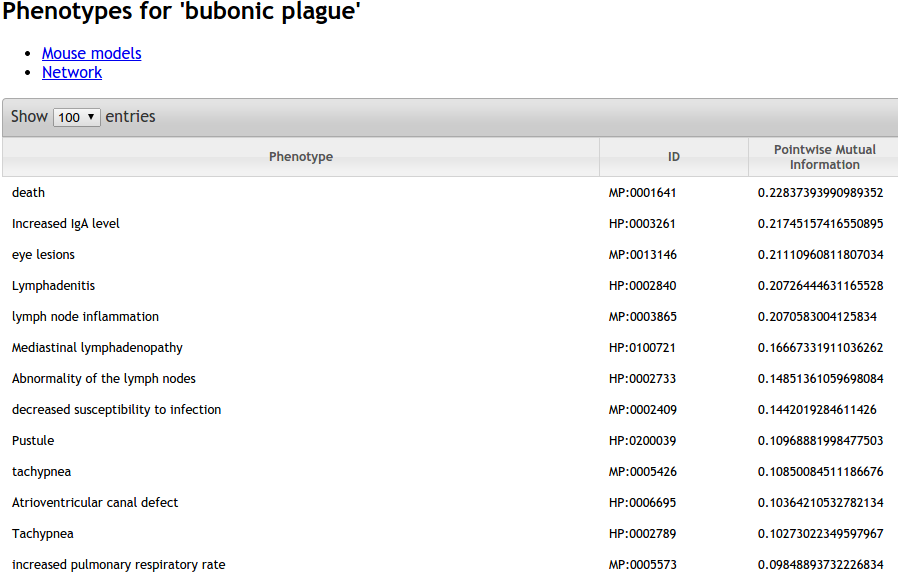 Phenotypes for 'bubonic plague'
Mouse models
Network
Show 100 entries
Phenotype ID Pointwise Mutual Information
death MP:0001641 0.22837393990989352
Increased IgA level HP:0003261 0.21745157416550895
eye lesions MP:0013146 0.21110960811807034
Lymphadenitis HP:0002840 0.20726444631165528
lymph node inflammation MP:0003865 0.2070583004125834
Mediastinal lymphadenopathy HP:0100721 0.16667331911036262
Abnormality of the lymph nodes HP:0002733 0.14851361059698084
decreased susceptibility to infection MP:0002409 0.1442019284611426
Pustule HP:0200039 0.10968881998477503
tachypnea MP:0005426 0.10850084511186676
Atrioventricular canal defect HP:0006695 0.10364210532782134
Tachypnea HP:0002789 0.10273022349597967
increased pulmonary respiratory rate MP:0005573 0.09848893732226834